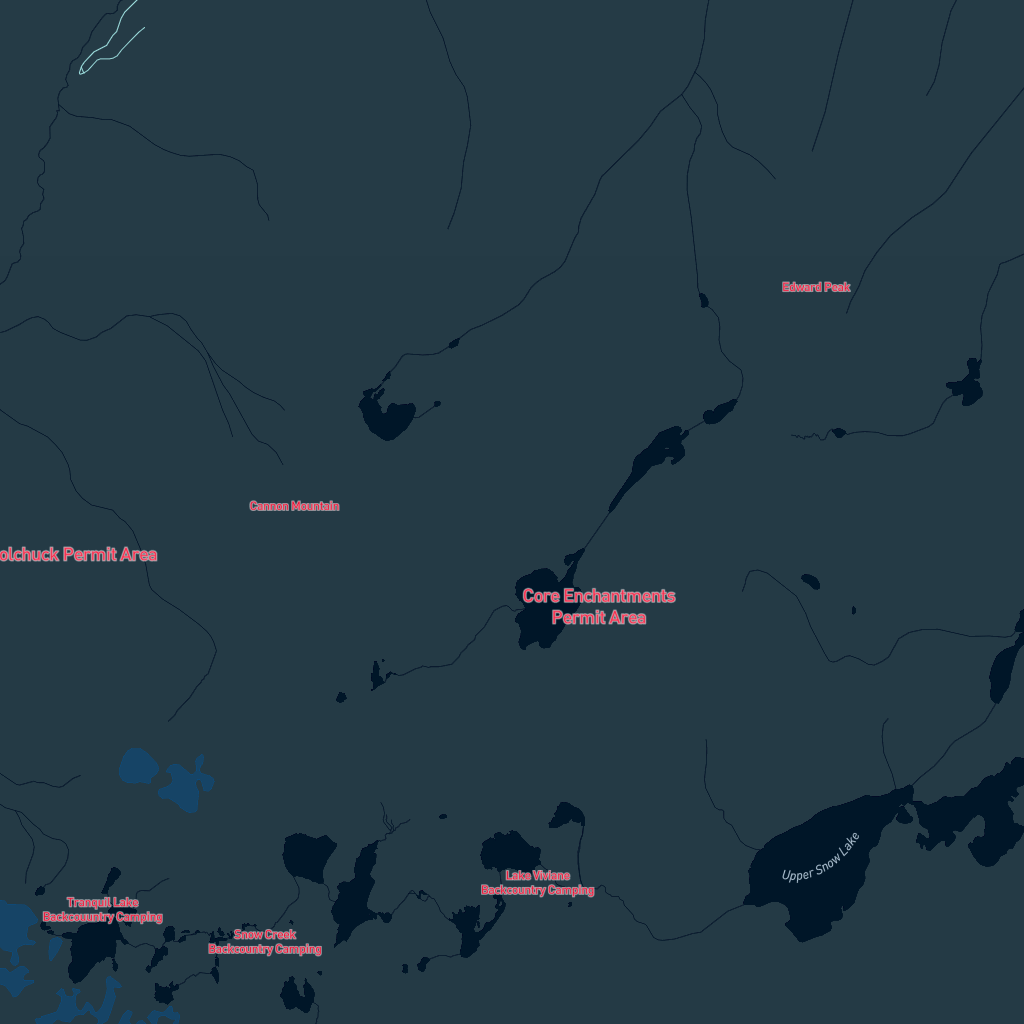 Edward Peak
Cannon Mountain
olchuck Permit Area
Core Enchantments
Permit Area
Upper Snow Lake
Lake Viviane
Backcountry Camping
Tranquil Lake
Backcouuntry Camping
Snow Creek
Backcountry Camping